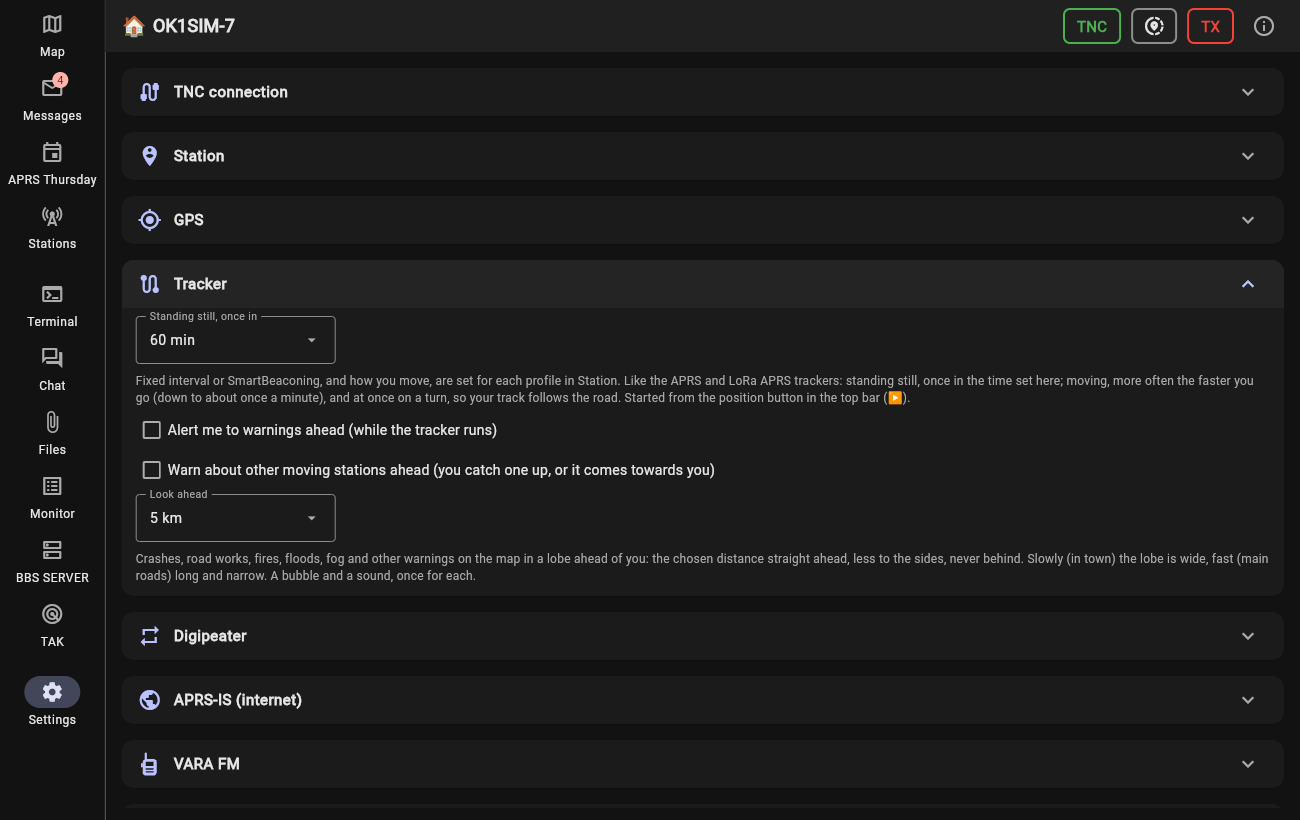 OK1SIM-7
TNC
TX
Map
4
Messages
APRS Thursday
Stations
Terminal
Chat
Files
Monitor
BBS SERVER
TAK
Settings
TNC connection
Station
GPS
Tracker
Standing still, once in
60 min
Fixed interval or SmartBeaconing, and how you move, are set for each profile in Station. Like the APRS and LoRa APRS trackers: standing still, once in the time set here; moving, more often the faster you
go (down to about once a minute), and at once on a turn, so your track follows the road. Started from the position button in the top bar (▶️).
Alert me to warnings ahead (while the tracker runs)
Warn about other moving stations ahead (you catch one up, or it comes towards you)
Look ahead
5 km
Crashes, road works, fires, floods, fog and other warnings on the map in a lobe ahead of you: the chosen distance straight ahead, less to the sides, never behind. Slowly (in town) the lobe is wide, fast (main
roads) long and narrow. A bubble and a sound, once for each.
Digipeater
APRS-IS (internet)
VARA FM